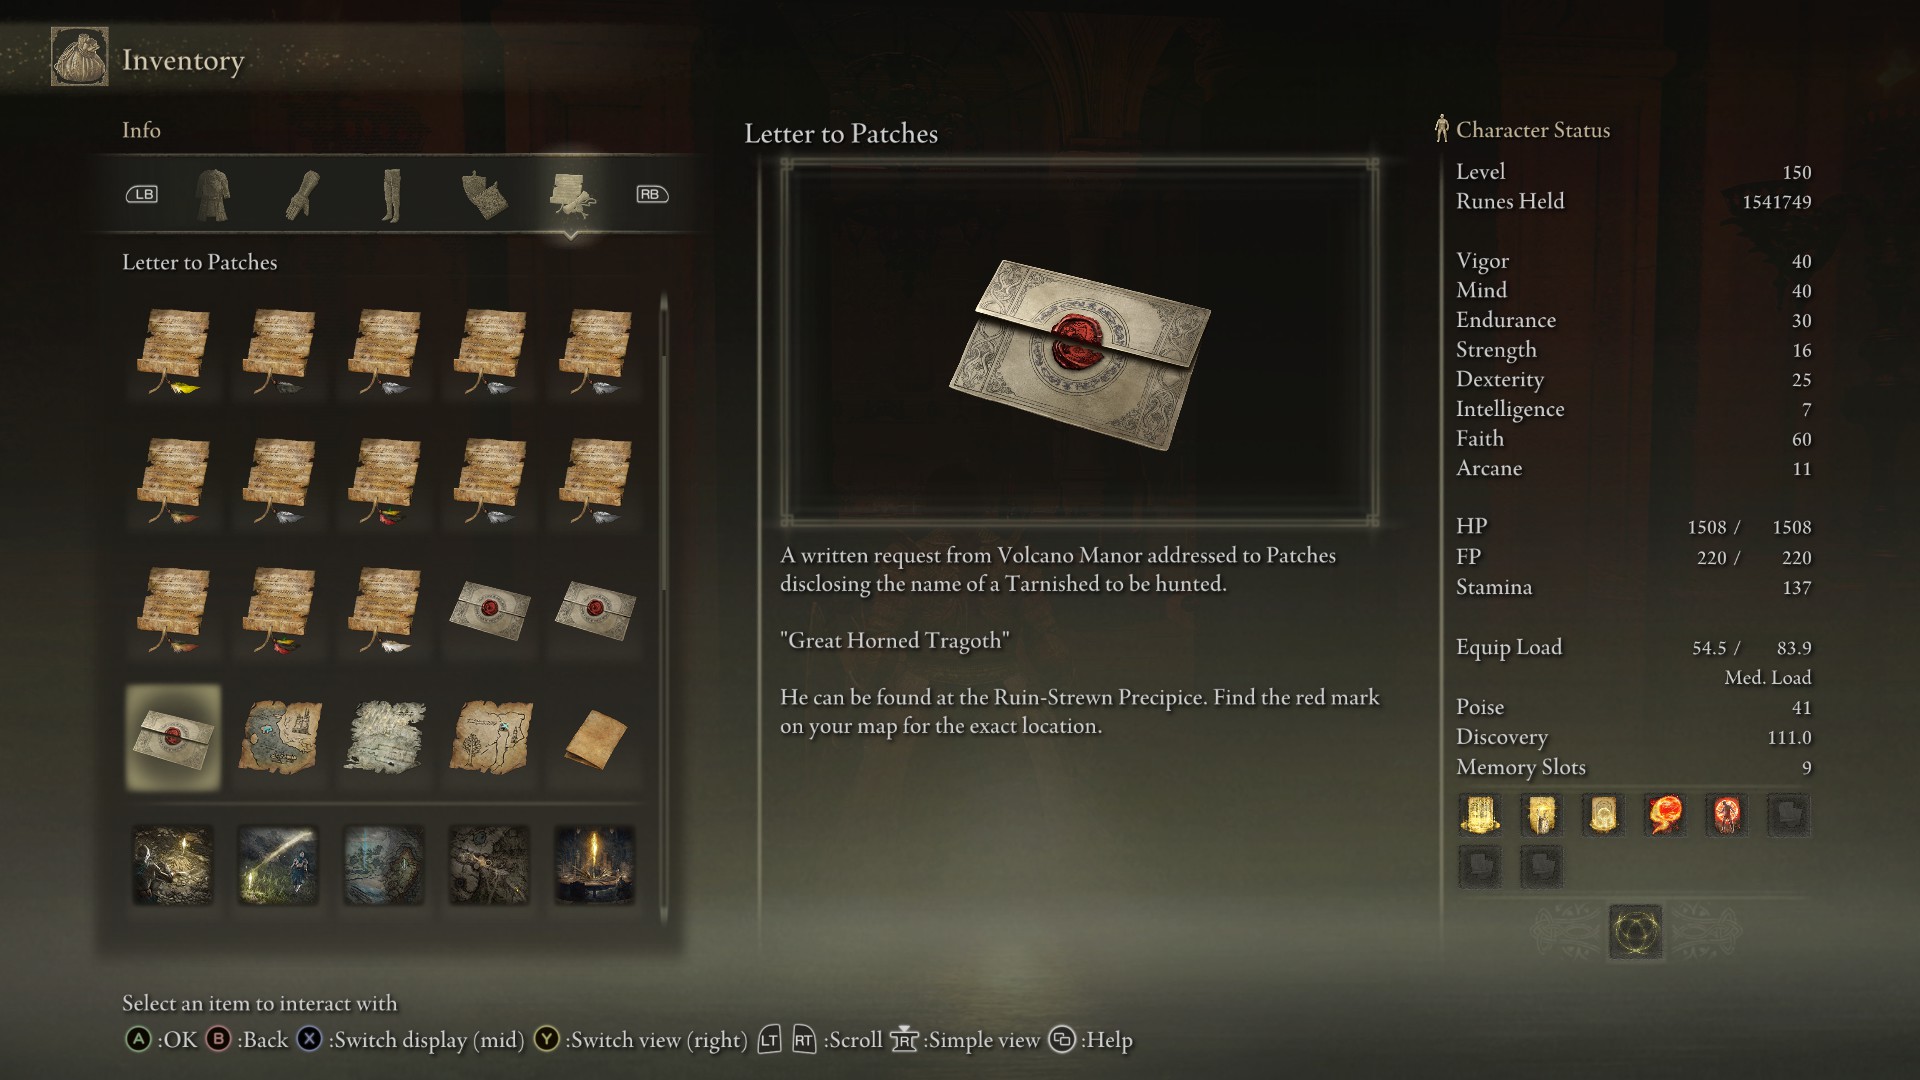 Inventory
Info
LB
RB
Letter to Patches
Letter to Patches
A written request from Volcano Manor addressed to Patches
disclosing the name of a Tarnished to be hunted.
"Great Horned Tragoth"
He can be found at the Ruin-Strewn Precipice. Find the red mark
on your map for the exact location.
Character Status
Level 150
Runes Held 1541749
Vigor 40
Mind 40
Endurance 30
Strength 16
Dexterity 25
Intelligence 7
Faith 60
Arcane 11
HP 1508 / 1508
FP 220 / 220
Stamina 137
Equip Load 54.5 / 83.9
Med. Load
Poise 41
Discovery 111.0
Memory Slots 9
Select an item to interact with
A :OK B :Back X :Switch display (mid) Y :Switch view (right) LT RT :Scroll R :Simple view :Help